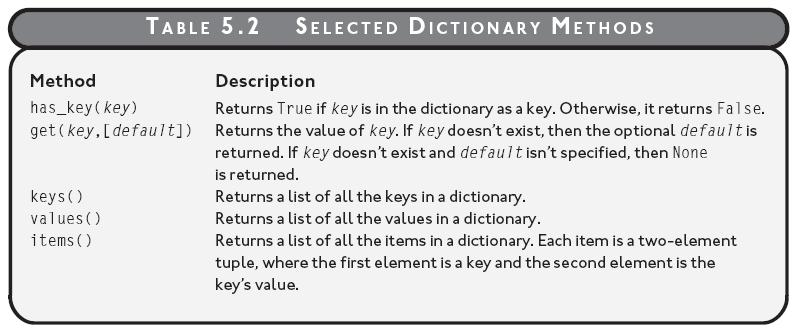 TABLE 5.2 SELECTED DICTIONARY METHODS
Method Description
has_key(key) Returns True if key is in the dictionary as a key. Otherwise, it returns False.
get(key,[default]) Returns the value of key. If key doesn't exist, then the optional default is
returned. If key doesn't exist and default isn't specified, then None
is returned.
keys() Returns a list of all the keys in a dictionary.
values() Returns a list of all the values in a dictionary.
items() Returns a list of all the items in a dictionary. Each item is a two-element
tuple, where the first element is a key and the second element is the
key's value.